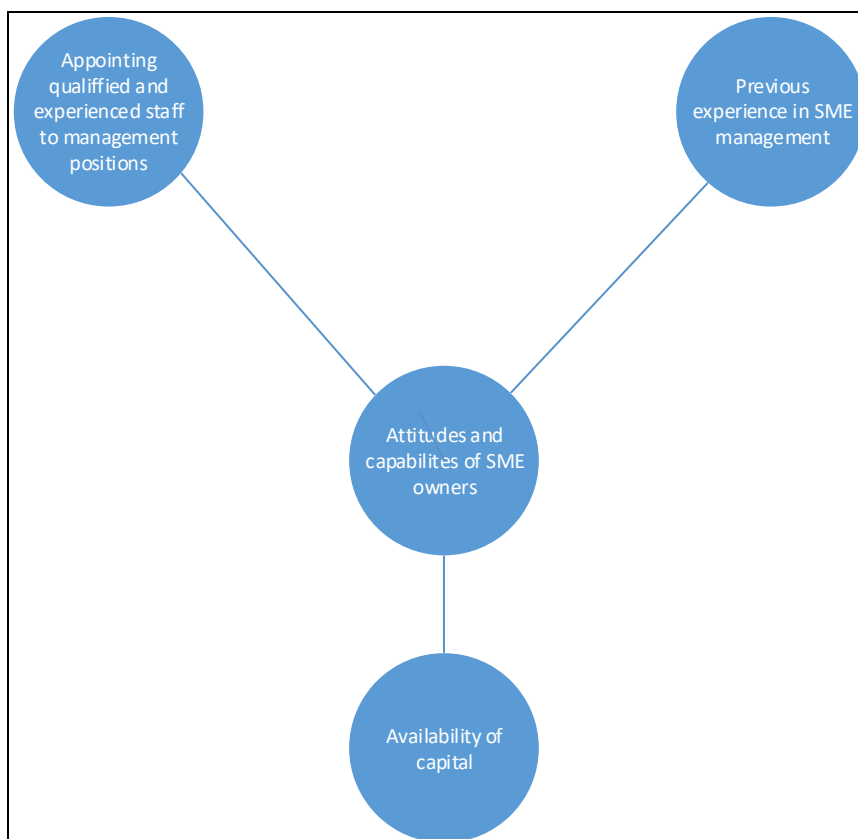 Appointing
qualiffied and
experienced staff
to management
positions
Previous
experience in SME
management
Attitudes and
capabilites of SME
owners
Availability of
capital